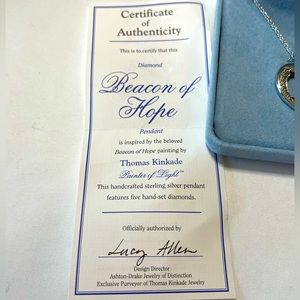 Certificate
of
Authenticity
This is to certify that this
Diamond
Beacon of
Hope
Pendant
is inspired by the beloved
Beacon of Hope painting by
Thomas Kinkade
Painter of Light™
This handcrafted sterling silver pendant
features five hand-set diamonds.
Officially authorized by
Lucy Allen
Design Director
Ashton-Drake Jewelry of Distinction
Exclusive Purveyor of Thomas Kinkade Jewelry